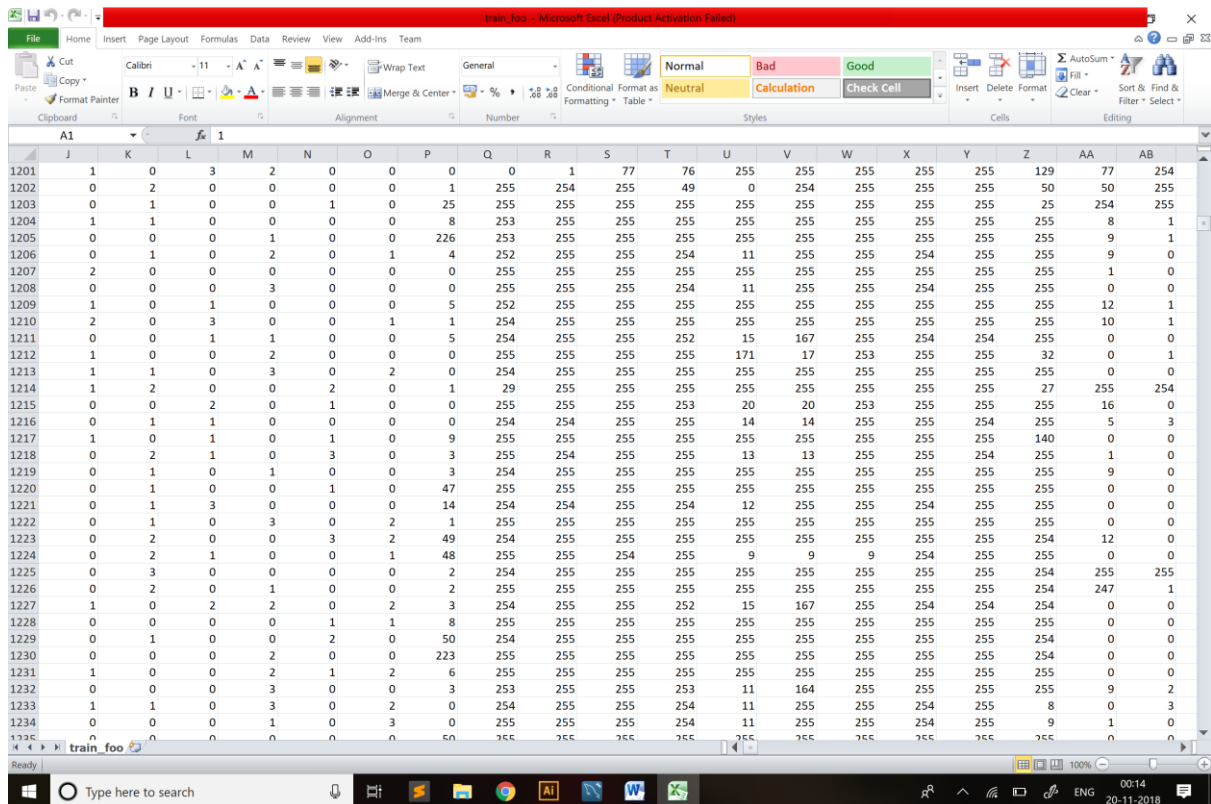 train_foo - Microsoft Excel (Product Activation Failed)
File Home Insert Page Layout Formulas Data Review View Add-Ins Team
Cut
Copy
Format Painter
Paste
Calibri 11
Wrap Text
Merge & Center
General
Conditional Formatting
Format as Table
Normal Bad Good
Neutral Calculation Check Cell
Insert Delete Format
AutoSum
Fill
Clear
Sort & Filter
Find & Select
Clipboard Font Alignment Number Styles Cells Editing
A1 fx 1
J K L M N O P Q R S T U V W X Y Z AA AB
1201 1 0 3 2 0 0 0 0 1 77 76 255 255 255 255 255 129 77 254
1202 0 2 0 0 0 0 1 255 254 255 49 0 254 255 255 255 50 50 255
1203 0 1 0 0 1 0 25 255 255 255 255 255 255 255 255 255 25 254 255
1204 1 1 0 0 0 0 8 253 255 255 255 255 255 255 255 255 255 8 1
1205 0 0 0 1 0 0 226 253 255 255 255 255 255 255 255 255 255 9 1
1206 0 1 0 2 0 1 4 252 255 255 254 11 255 255 254 255 255 9 0
1207 2 0 0 0 0 0 0 255 255 255 255 255 255 255 255 255 255 1 0
1208 0 0 0 3 0 0 0 255 255 255 254 11 255 255 254 255 255 0 0
1209 1 0 1 0 0 0 5 252 255 255 255 255 255 255 255 255 255 12 1
1210 2 0 3 0 0 1 1 254 255 255 255 255 255 255 255 255 255 10 1
1211 0 0 1 1 0 0 5 254 255 255 252 15 167 255 254 254 255 0 0
1212 1 0 0 2 0 0 0 255 255 255 255 171 17 253 255 255 32 0 1
1213 1 1 0 3 0 2 0 254 255 255 255 255 255 255 255 255 255 0 0
1214 1 2 0 0 2 0 1 29 255 255 255 255 255 255 255 255 27 255 254
1215 0 0 2 0 1 0 0 255 255 255 253 20 20 253 255 255 255 16 0
1216 0 1 1 0 0 0 0 254 254 255 255 14 14 255 255 254 255 5 3
1217 1 0 1 0 1 0 9 255 255 255 255 255 255 255 255 255 140 0 0
1218 0 2 1 0 3 0 3 255 254 255 255 13 13 255 255 254 255 1 0
1219 0 1 0 1 0 0 3 254 255 255 255 255 255 255 255 255 255 9 0
1220 0 1 0 0 1 0 47 255 255 255 255 255 255 255 255 255 255 0 0
1221 0 1 3 0 0 0 14 254 254 255 254 12 255 255 254 255 255 0 0
1222 0 1 0 3 0 2 1 255 255 255 255 255 255 255 255 255 255 0 0
1223 0 2 0 0 3 2 49 254 255 255 255 255 255 255 255 255 254 12 0
1224 0 2 1 0 0 1 48 255 255 254 255 9 9 9 254 255 255 0 0
1225 0 3 0 0 0 0 2 254 255 255 255 255 255 255 255 255 254 255 255
1226 0 2 0 1 0 0 2 255 255 255 255 255 255 255 255 255 254 247 1
1227 1 0 2 2 0 2 3 254 255 255 252 15 167 255 254 254 254 0 0
1228 0 0 0 0 1 1 8 255 255 255 255 255 255 255 255 255 255 0 0
1229 0 1 0 0 2 0 50 254 255 255 255 255 255 255 255 255 254 0 0
1230 0 0 0 2 0 0 223 255 255 255 255 255 255 255 255 255 254 0 0
1231 1 0 0 2 1 2 6 255 255 255 255 255 255 255 255 255 255 0 0
1232 0 0 0 3 0 0 3 253 255 255 253 11 164 255 255 255 255 9 2
1233 1 1 0 3 0 2 0 254 255 255 254 11 255 255 254 255 8 0 3
1234 0 0 0 1 0 3 0 255 255 255 254 11 255 255 254 255 9 1 0
train_foo
Ready 100%
Type here to search
Ai W ENG 00:14
20-11-2018